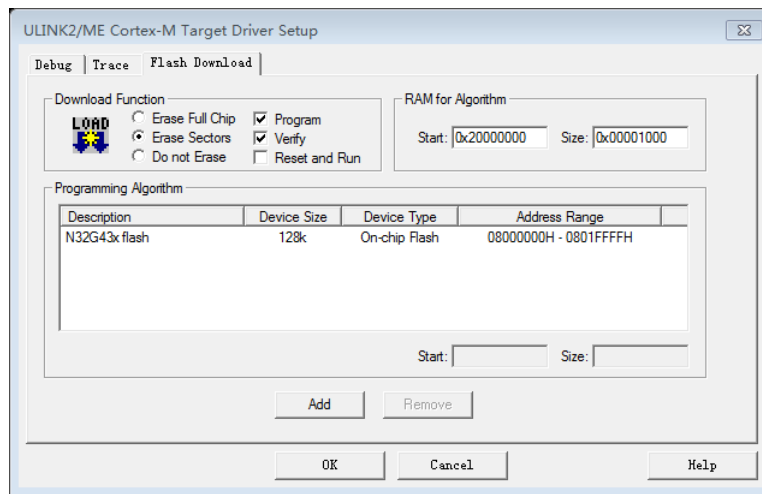 ULINK2/ME Cortex-M Target Driver Setup
Debug Trace Flash Download
Download Function
LOAD
Erase Full Chip
Erase Sectors
Do not Erase
Program
Verify
Reset and Run
RAM for Algorithm
Start: 0x20000000 Size: 0x00001000
Programming Algorithm
Description Device Size Device Type Address Range
N32G43x flash 128k On-chip Flash 08000000H - 0801FFFFH
Start: Size:
Add Remove
OK Cancel Help